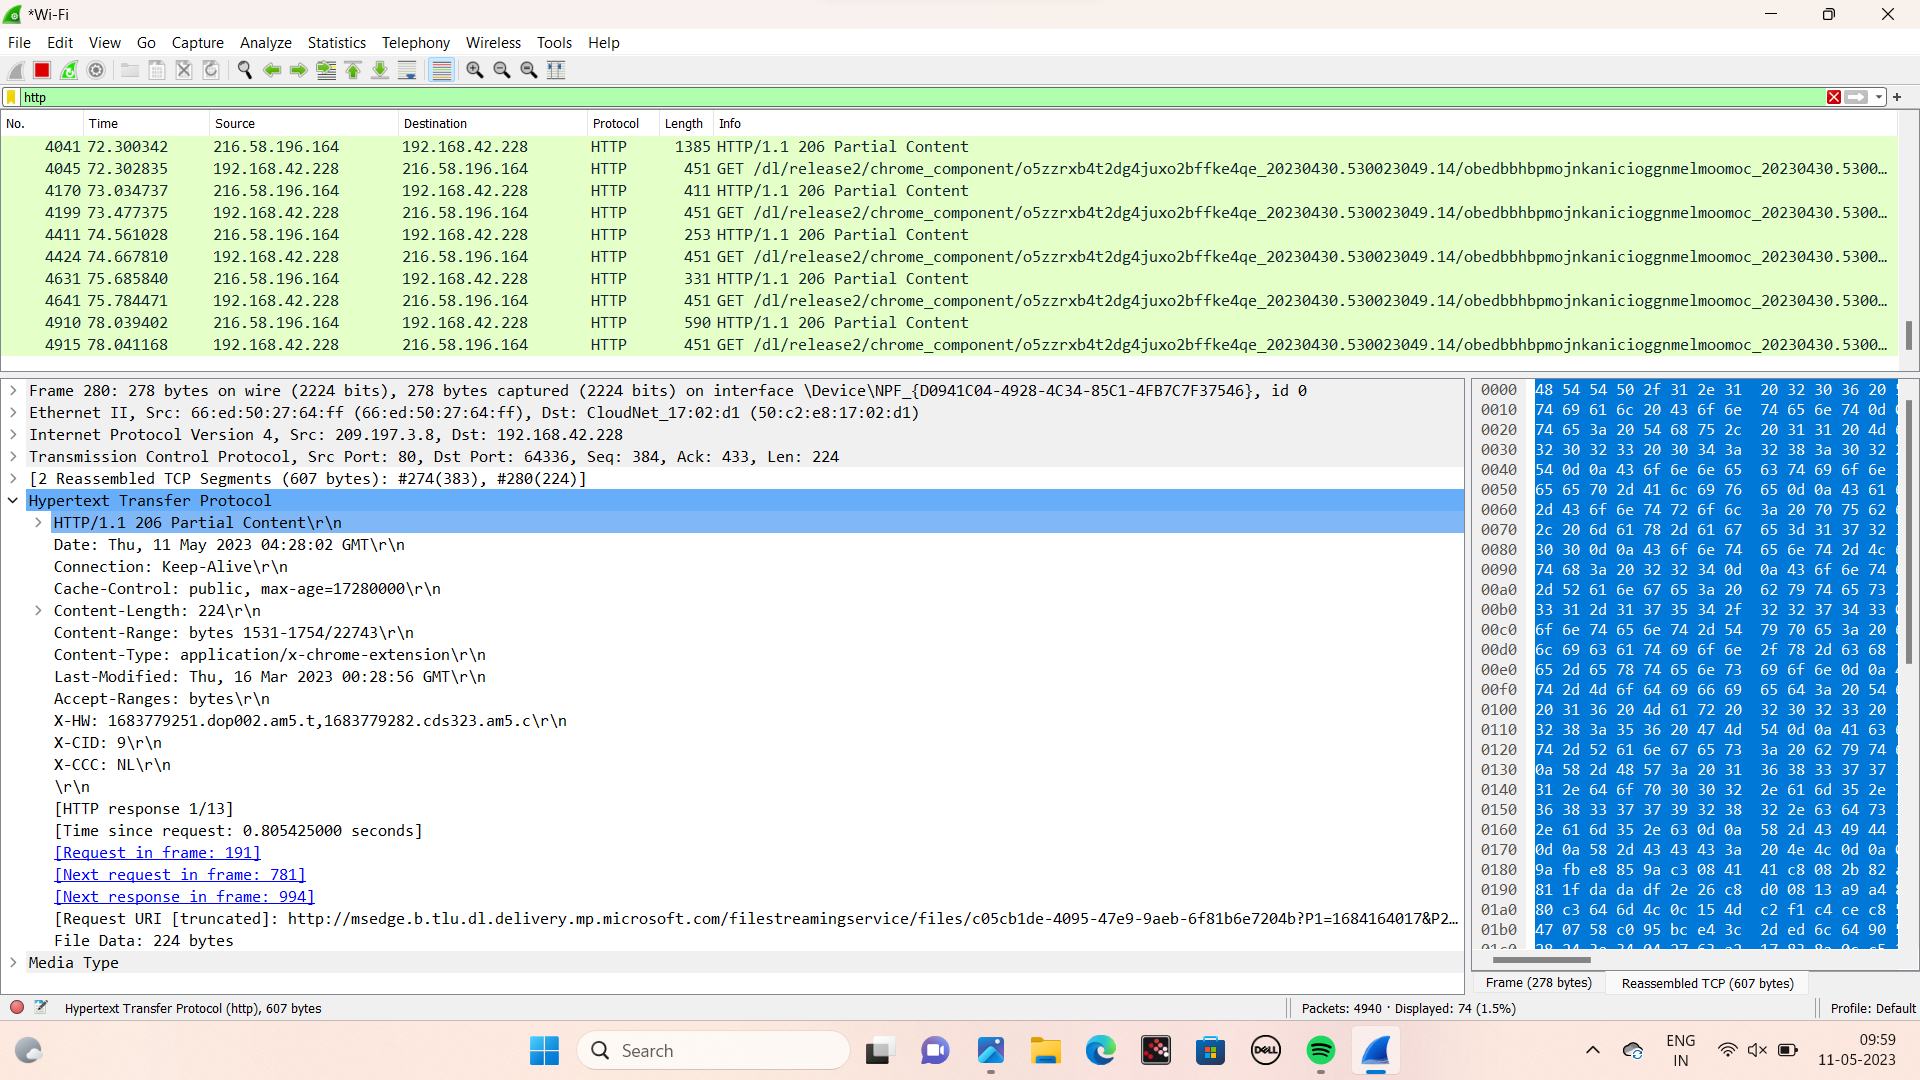 *Wi-Fi
File Edit View Go Capture Analyze Statistics Telephony Wireless Tools Help
http
No. Time Source Destination Protocol Length Info
4041 72.300342 216.58.196.164 192.168.42.228 HTTP 1385 HTTP/1.1 206 Partial Content
4045 72.302835 192.168.42.228 216.58.196.164 HTTP 451 GET /dl/release2/chrome_component/o5zzrxb4t2dg4juxo2bffke4qe_20230430.530023049.14/obedbbhbpmojnkanicioggnmelmoomoc_20230430.5300…
4170 73.034737 216.58.196.164 192.168.42.228 HTTP 411 HTTP/1.1 206 Partial Content
4199 73.477375 192.168.42.228 216.58.196.164 HTTP 451 GET /dl/release2/chrome_component/o5zzrxb4t2dg4juxo2bffke4qe_20230430.530023049.14/obedbbhbpmojnkanicioggnmelmoomoc_20230430.5300…
4411 74.561028 216.58.196.164 192.168.42.228 HTTP 253 HTTP/1.1 206 Partial Content
4424 74.667810 192.168.42.228 216.58.196.164 HTTP 451 GET /dl/release2/chrome_component/o5zzrxb4t2dg4juxo2bffke4qe_20230430.530023049.14/obedbbhbpmojnkanicioggnmelmoomoc_20230430.5300…
4631 75.685840 216.58.196.164 192.168.42.228 HTTP 331 HTTP/1.1 206 Partial Content
4641 75.784471 192.168.42.228 216.58.196.164 HTTP 451 GET /dl/release2/chrome_component/o5zzrxb4t2dg4juxo2bffke4qe_20230430.530023049.14/obedbbhbpmojnkanicioggnmelmoomoc_20230430.5300…
4910 78.039402 216.58.196.164 192.168.42.228 HTTP 590 HTTP/1.1 206 Partial Content
4915 78.041168 192.168.42.228 216.58.196.164 HTTP 451 GET /dl/release2/chrome_component/o5zzrxb4t2dg4juxo2bffke4qe_20230430.530023049.14/obedbbhbpmojnkanicioggnmelmoomoc_20230430.5300…
Frame 280: 278 bytes on wire (2224 bits), 278 bytes captured (2224 bits) on interface \Device\NPF_{D0941C04-4928-4C34-85C1-4FB7C7F37546}, id 0
Ethernet II, Src: 66:ed:50:27:64:ff (66:ed:50:27:64:ff), Dst: CloudNet_17:02:d1 (50:c2:e8:17:02:d1)
Internet Protocol Version 4, Src: 209.197.3.8, Dst: 192.168.42.228
Transmission Control Protocol, Src Port: 80, Dst Port: 64336, Seq: 384, Ack: 433, Len: 224
[2 Reassembled TCP Segments (607 bytes): #274(383), #280(224)]
Hypertext Transfer Protocol
HTTP/1.1 206 Partial Content\r\n
Date: Thu, 11 May 2023 04:28:02 GMT\r\n
Connection: Keep-Alive\r\n
Cache-Control: public, max-age=17280000\r\n
Content-Length: 224\r\n
Content-Range: bytes 1531-1754/22743\r\n
Content-Type: application/x-chrome-extension\r\n
Last-Modified: Thu, 16 Mar 2023 00:28:56 GMT\r\n
Accept-Ranges: bytes\r\n
X-HW: 1683779251.dop002.am5.t,1683779282.cds323.am5.c\r\n
X-CID: 9\r\n
X-CCC: NL\r\n
\r\n
[HTTP response 1/13]
[Time since request: 0.805425000 seconds]
[Request in frame: 191]
[Next request in frame: 781]
[Next response in frame: 994]
[Request URI [truncated]: http://msedge.b.tlu.dl.delivery.mp.microsoft.com/filestreamingservice/files/c05cb1de-4095-47e9-9aeb-6f81b6e7204b?P1=1684164017&P2…
File Data: 224 bytes
Media Type
0000 48 54 54 50 2f 31 2e 31 20 32 30 36 20
0010 74 69 61 6c 20 43 6f 6e 74 65 6e 74 0d
0020 74 65 3a 20 54 68 75 2c 20 31 31 20 4d
0030 32 30 32 33 20 30 34 3a 32 38 3a 30 32
0040 54 0d 0a 43 6f 6e 6e 65 63 74 69 6f 6e
0050 65 65 70 2d 41 6c 69 76 65 0d 0a 43 61
0060 2d 43 6f 6e 74 72 6f 6c 3a 20 70 75 62
0070 2c 20 6d 61 78 2d 61 67 65 3d 31 37 32
0080 30 30 0d 0a 43 6f 6e 74 65 6e 74 2d 4c
0090 74 68 3a 20 32 32 34 0d 0a 43 6f 6e 74
00a0 2d 52 61 6e 67 65 3a 20 62 79 74 65 73
00b0 33 31 2d 31 37 35 34 2f 32 32 37 34 33
00c0 6f 6e 74 65 6e 74 2d 54 79 70 65 3a 20
00d0 6c 69 63 61 74 69 6f 6e 2f 78 2d 63 68
00e0 65 2d 65 78 74 65 6e 73 69 6f 6e 0d 0a
00f0 74 2d 4d 6f 64 69 66 69 65 64 3a 20 54
0100 20 31 36 20 4d 61 72 20 32 30 32 33 20
0110 32 38 3a 35 36 20 47 4d 54 0d 0a 41 63
0120 74 2d 52 61 6e 67 65 73 3a 20 62 79 74
0130 0a 58 2d 48 57 3a 20 31 36 38 33 37 37
0140 31 2e 64 6f 70 30 30 32 2e 61 6d 35 2e
0150 36 38 33 37 37 39 32 38 32 2e 63 64 73
0160 2e 61 6d 35 2e 63 0d 0a 58 2d 43 49 44
0170 0d 0a 58 2d 43 43 43 3a 20 4e 4c 0d 0a
0180 9a fb e8 85 9a c3 08 41 41 c8 08 2b 82
0190 81 1f da da df 2e 26 c8 d0 08 13 a9 a4
01a0 80 c3 64 6d 4c 0c 15 4d c2 f1 c4 ce c8
01b0 47 07 58 c0 95 bc e4 3c 2d ed 6c 64 90
Frame (278 bytes) Reassembled TCP (607 bytes)
Hypertext Transfer Protocol (http), 607 bytes
Packets: 4940 · Displayed: 74 (1.5%)
Profile: Default
Search
DELL
ENG
IN
09:59
11-05-2023